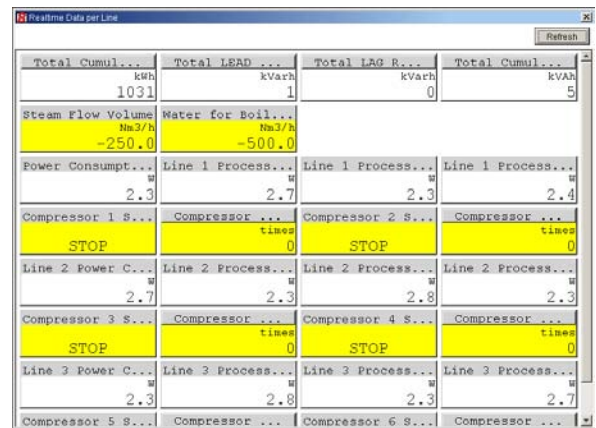 Realtime Data per Line
Refresh
Total Cumul... Total LEAD ... Total LAG R... Total Cumul...
kWh kVarh kVarh kVAh
1031 1 0 5
Steam Flow Volume Water for Boil...
Nm3/h Nm3/h
-250.0 -500.0
Power Consumpt... Line 1 Process... Line 1 Process... Line 1 Process...
W W W W
2.3 2.7 2.3 2.4
Compressor 1 S... Compressor ... Compressor 2 S... Compressor ...
times times
STOP 0 STOP 0
Line 2 Power C... Line 2 Process... Line 2 Process... Line 2 Process...
W W W W
2.7 2.3 2.8 2.3
Compressor 3 S... Compressor ... Compressor 4 S... Compressor ...
times times
STOP 0 STOP 0
Line 3 Power C... Line 3 Process... Line 3 Process... Line 3 Process...
W W W W
2.3 2.8 2.3 2.7
Compressor 5 S... Compressor ... Compressor 6 S... Compressor ...